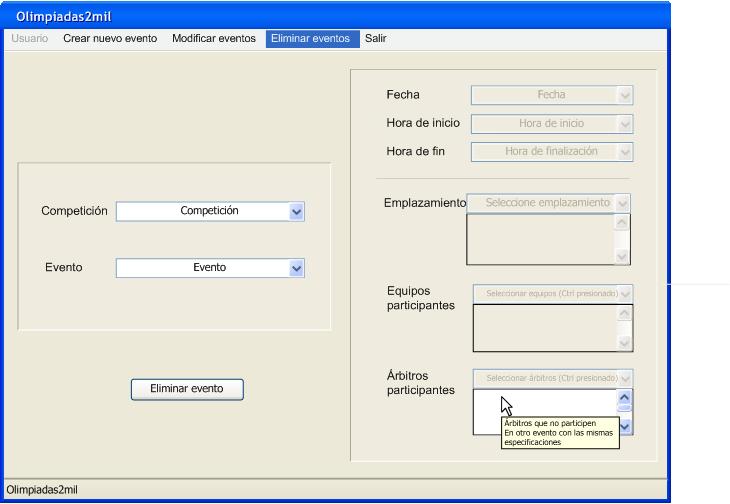 Olimpiadas2mil
Usuario Crear nuevo evento Modificar eventos Eliminar eventos Salir
Competición Competición
Evento Evento
Eliminar evento
Fecha Fecha
Hora de inicio Hora de inicio
Hora de fin Hora de finalización
Emplazamiento Seleccione emplazamiento
Equipos
participantes
Seleccionar equipos (Ctrl presionado)
Árbitros
participantes
Seleccionar árbitros (Ctrl presionado)
Árbitros que no participen
En otro evento con las mismas
especificaciones
Olimpiadas2mil